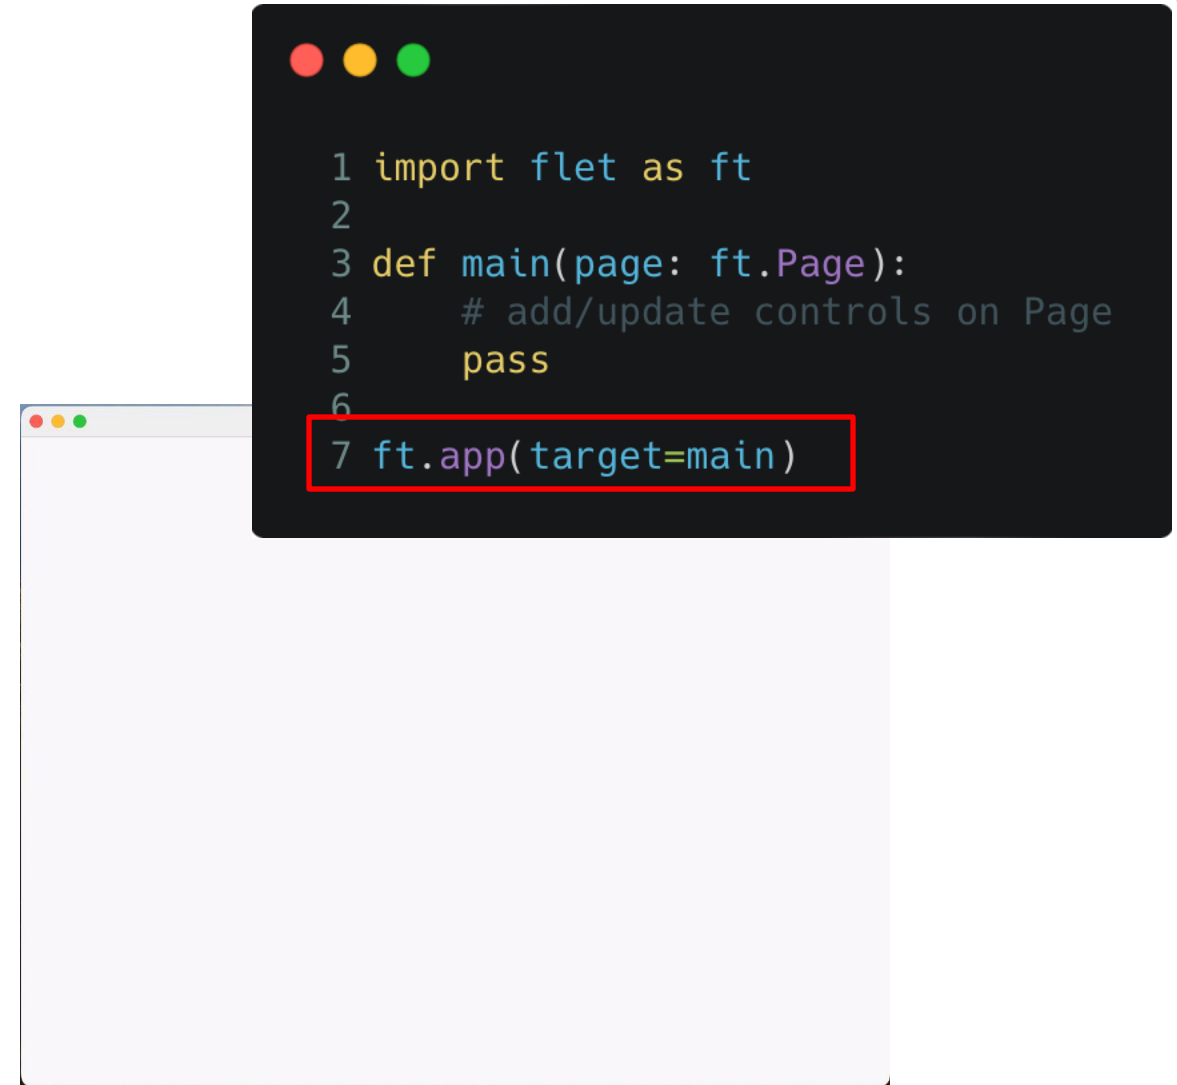 1 import flet as ft
2
3 def main(page: ft.Page):
4     # add/update controls on Page
5     pass
6
7 ft.app(target=main)